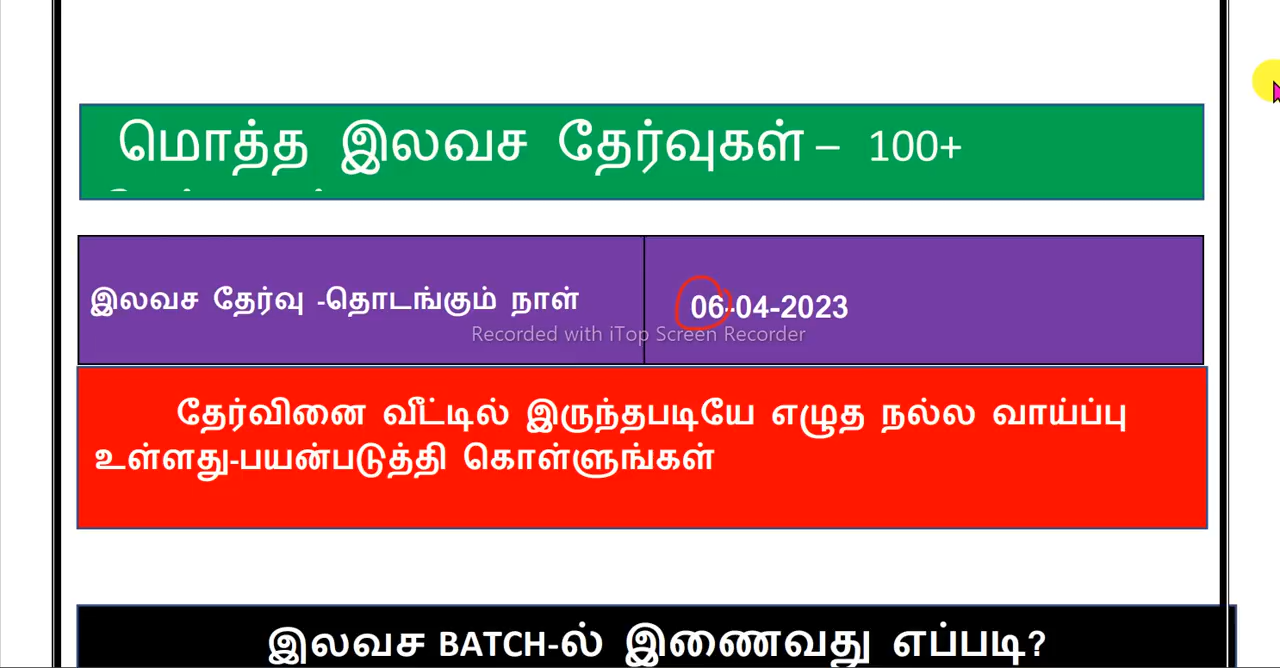 மொத்த இலவச தேர்வுகள் – 100+
இலவச தேர்வு -தொடங்கும் நாள்
06-04-2023
Recorded with iTop Screen Recorder
தேர்வினை வீட்டில் இருந்தபடியே எழுத நல்ல வாய்ப்பு
உள்ளது-பயன்படுத்தி கொள்ளுங்கள்
இலவச BATCH-ல் இணைவது எப்படி?